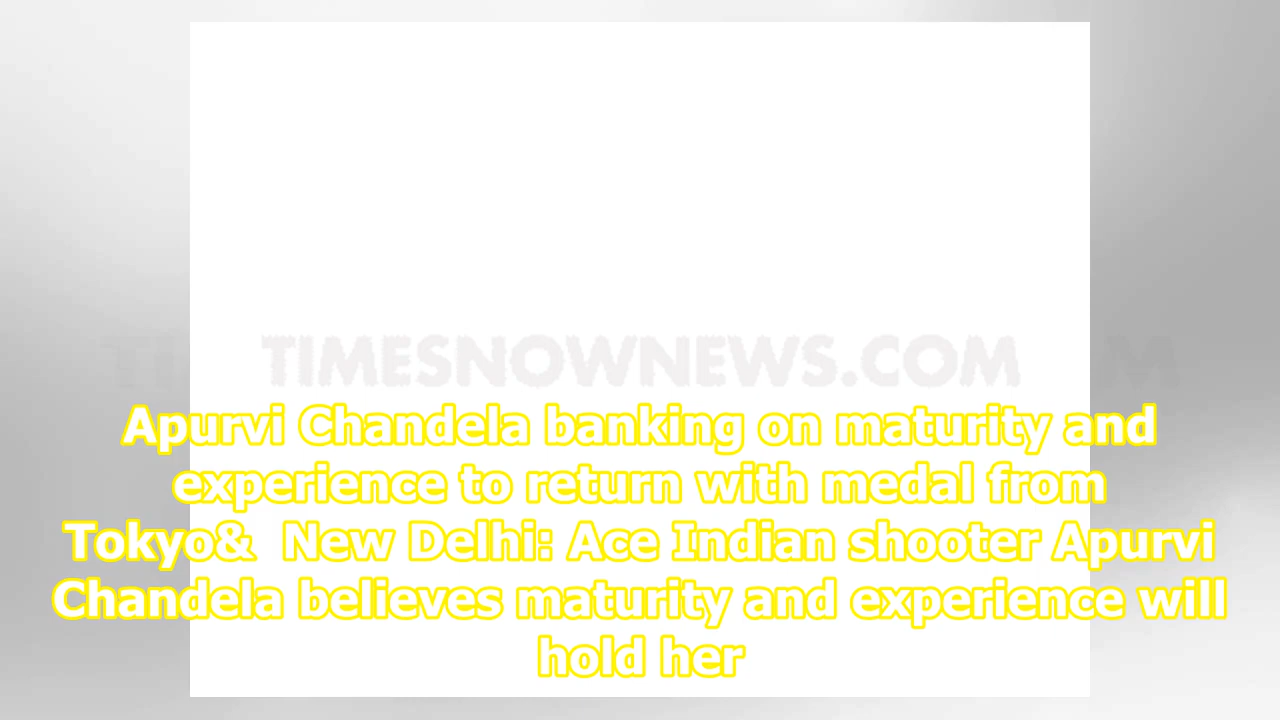 TIMESNOWNEWS.COM
Apurvi Chandela banking on maturity and
experience to return with medal from
Tokyo&  New Delhi: Ace Indian shooter Apurvi
Chandela believes maturity and experience will
hold her